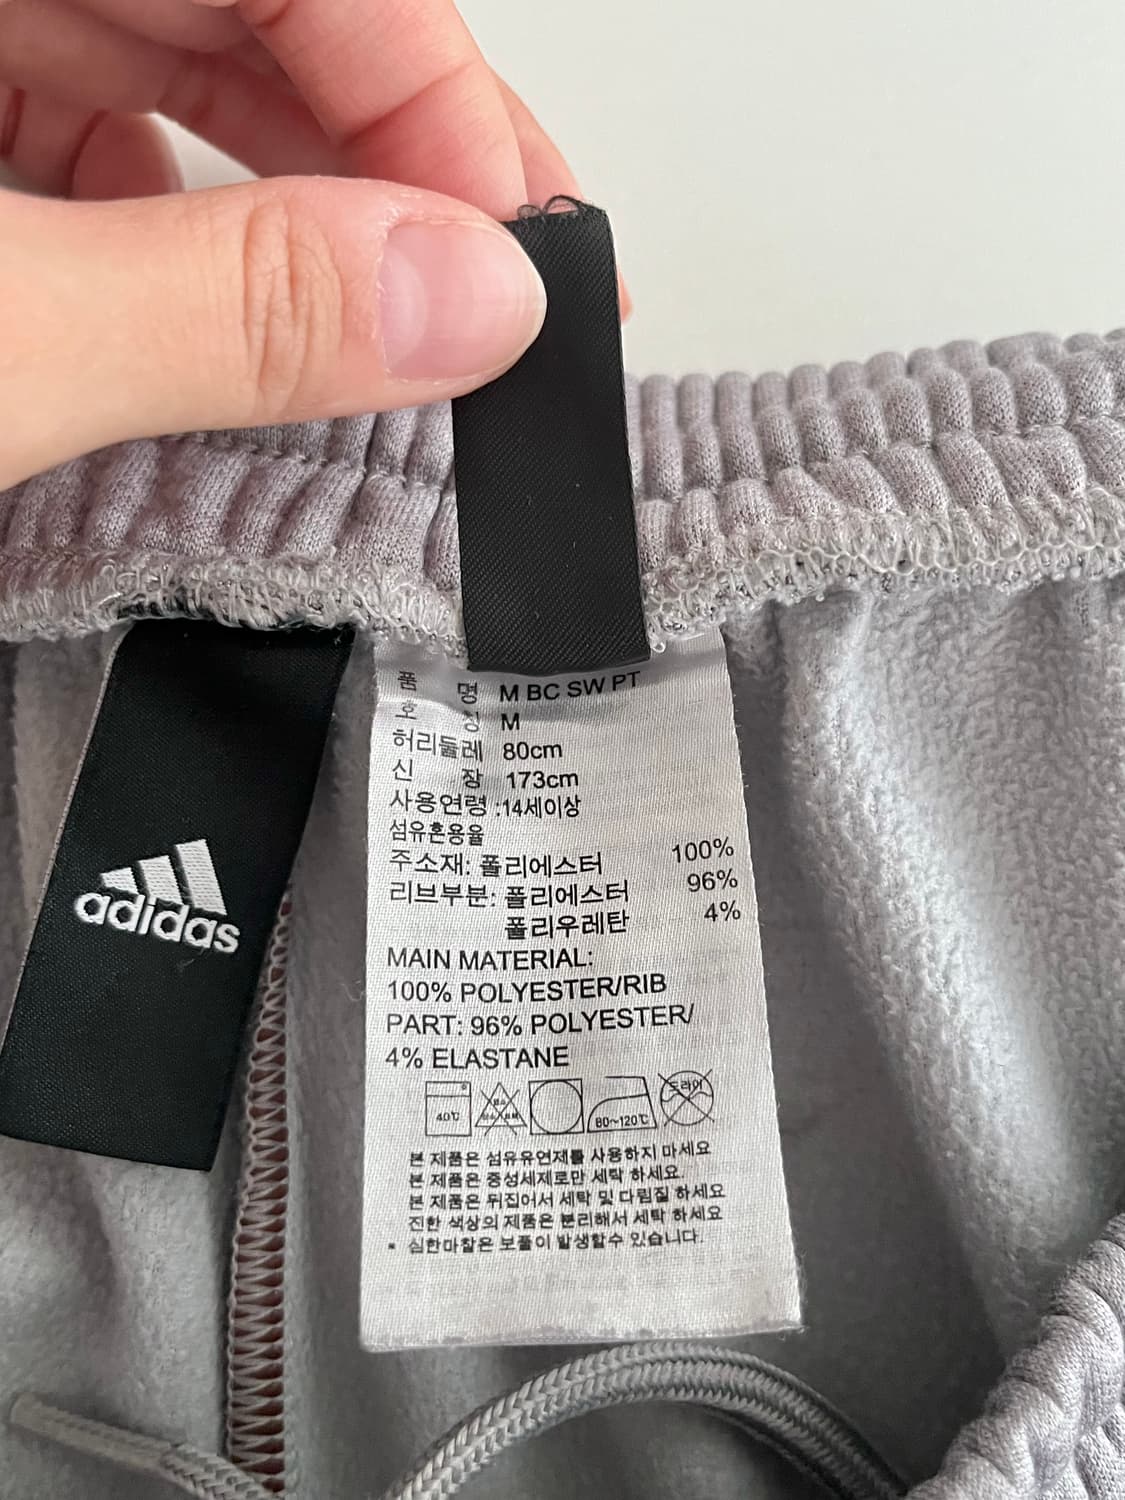 adidas
품 명 M BC SW PT
호 칭 M
허리둘레 80cm
신 장 173cm
사용연령 :14세이상
섬유혼용율
주소재: 폴리에스터 100%
리브부분: 폴리에스터 96%
폴리우레탄 4%
MAIN MATERIAL:
100% POLYESTER/RIB
PART: 96% POLYESTER/
4% ELASTANE
40℃
80~120℃
드라이
본 제품은 섬유유연제를 사용하지 마세요
본 제품은 중성세제로만 세탁 하세요.
본 제품은 뒤집어서 세탁 및 다림질 하세요
진한 색상의 제품은 분리해서 세탁 하세요
* 심한마찰은 보풀이 발생할수 있습니다.